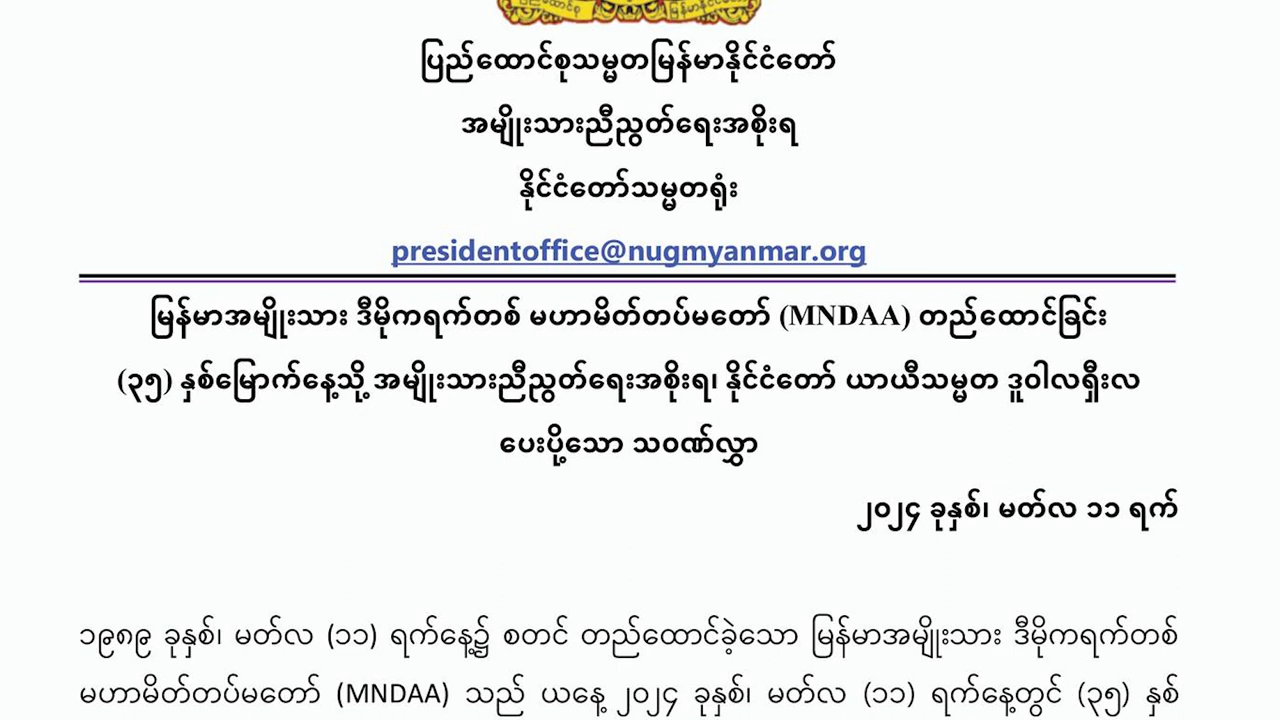 ပြည်ထောင်စုသမ္မတမြန်မာနိုင်ငံတော်
အမျိုးသားညီညွတ်ရေးအစိုးရ
နိုင်ငံတော်သမ္မတရုံး
presidentoffice@nugmyanmar.org
မြန်မာအမျိုးသား ဒီမိုကရက်တစ် မဟာမိတ်တပ်မတော် (MNDAA) တည်ထောင်ခြင်း
(၃၅) နှစ်မြောက်နေ့သို့ အမျိုးသားညီညွတ်ရေးအစိုးရ၊ နိုင်ငံတော် ယာယီသမ္မတ ဒူဝါလရှီးလ
ပေးပို့သော သဝဏ်လွှာ
၂၀၂၄ ခုနှစ်၊ မတ်လ ၁၁ ရက်
၁၉၈၉ ခုနှစ်၊ မတ်လ (၁၁) ရက်နေ့၌ စတင် တည်ထောင်ခဲ့သော မြန်မာအမျိုးသား ဒီမိုကရက်တစ်
မဟာမိတ်တပ်မတော် (MNDAA) သည် ယနေ့ ၂၀၂၄ ခုနှစ်၊ မတ်လ (၁၁) ရက်နေ့တွင် (၃၅) နှစ်